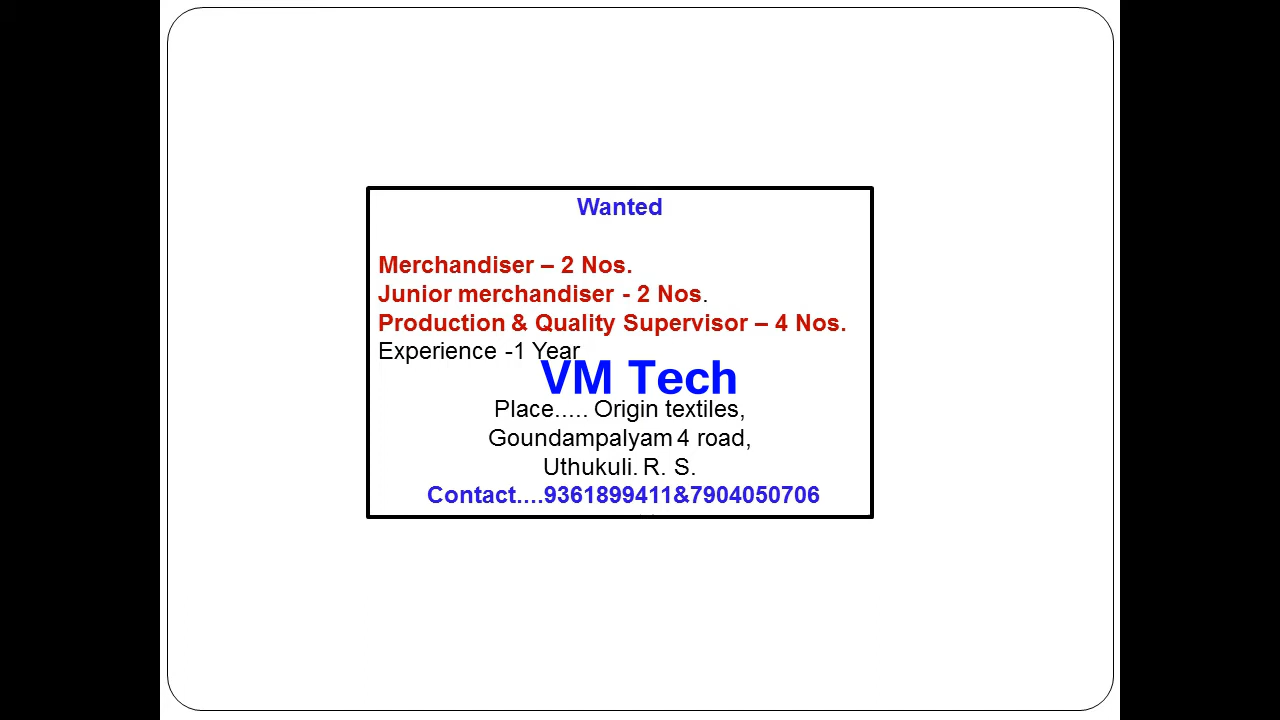 Wanted
Merchandiser – 2 Nos.
Junior merchandiser - 2 Nos.
Production & Quality Supervisor – 4 Nos.
Experience -1 Year
VM Tech
Place..... Origin textiles,
Goundampalyam 4 road,
Uthukuli. R. S.
Contact....9361899411&7904050706